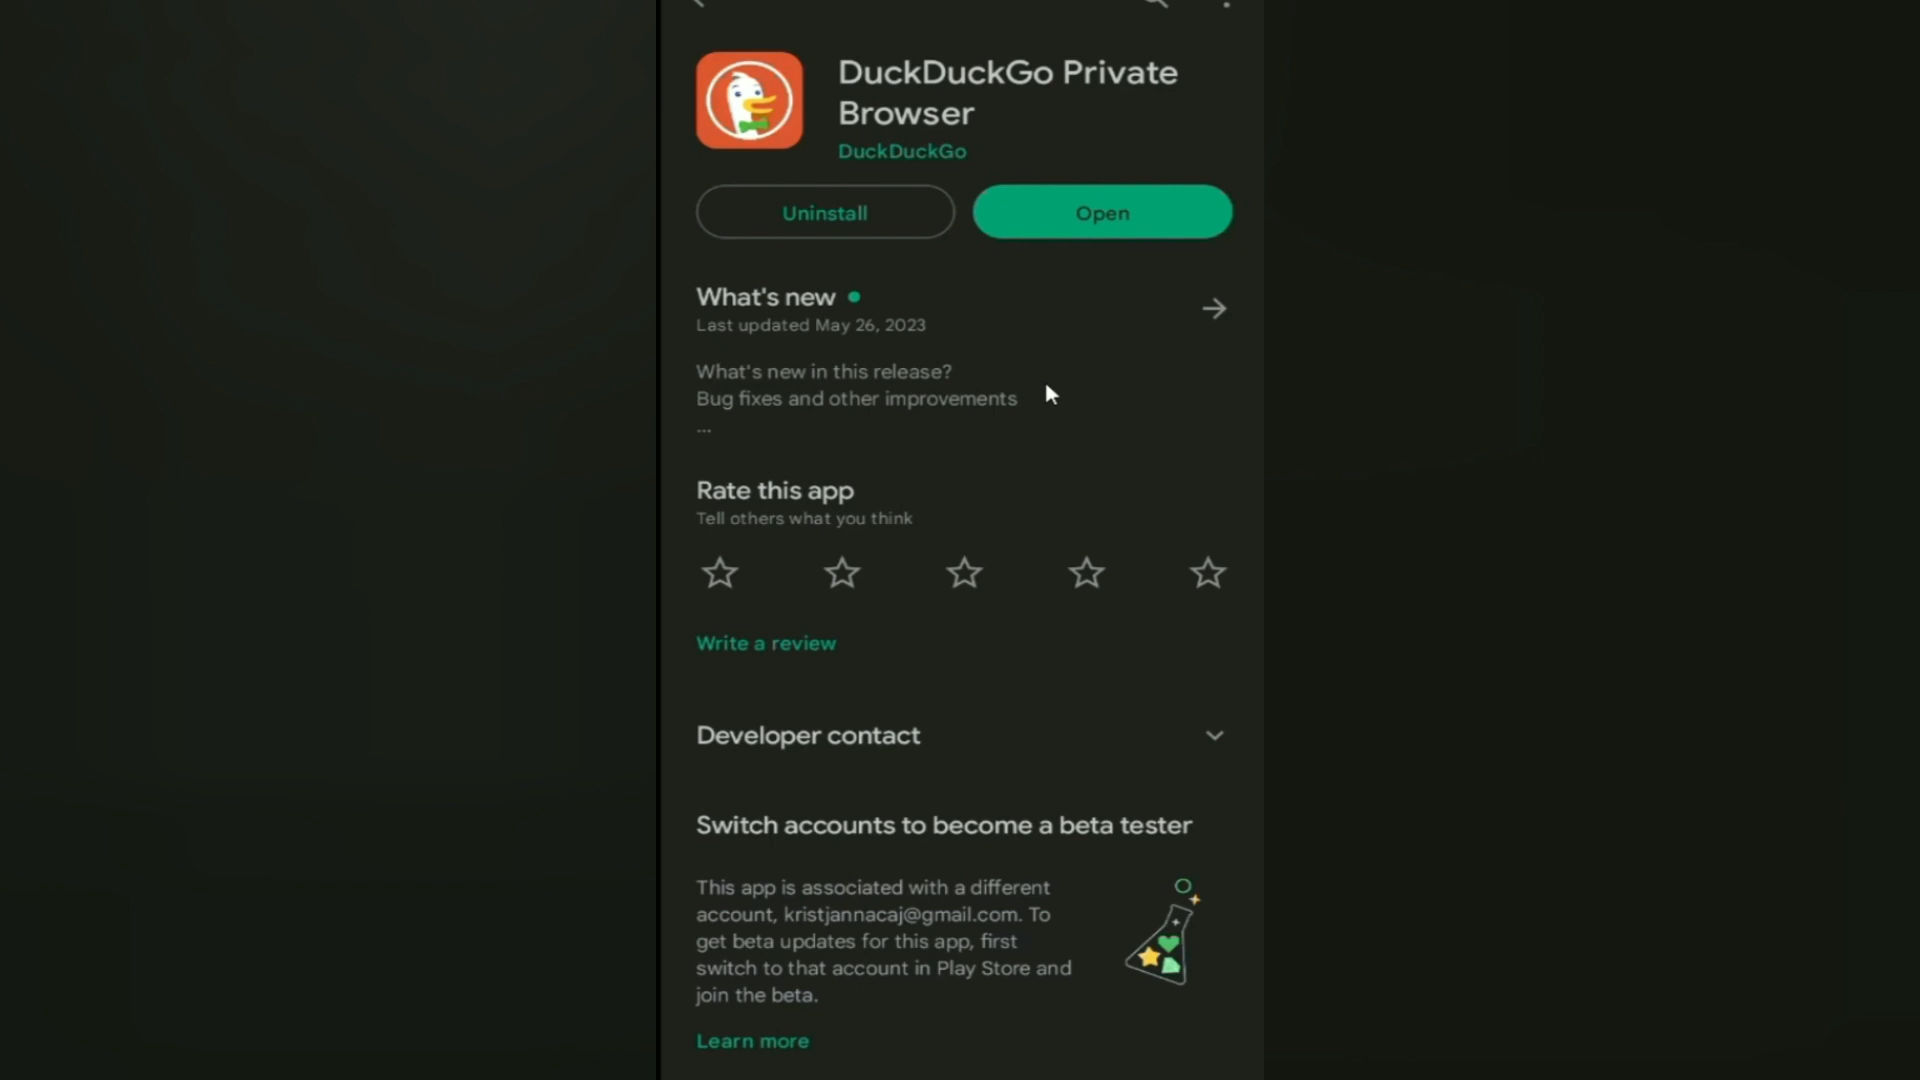 DuckDuckGo Private
Browser
DuckDuckGo
Uninstall
Open
What's new
Last updated May 26, 2023
What's new in this release?
Bug fixes and other improvements
...
Rate this app
Tell others what you think
Write a review
Developer contact
Switch accounts to become a beta tester
This app is associated with a different
account, kristjannacaj@gmail.com. To
get beta updates for this app, first
switch to that account in Play Store and
join the beta.
Learn more